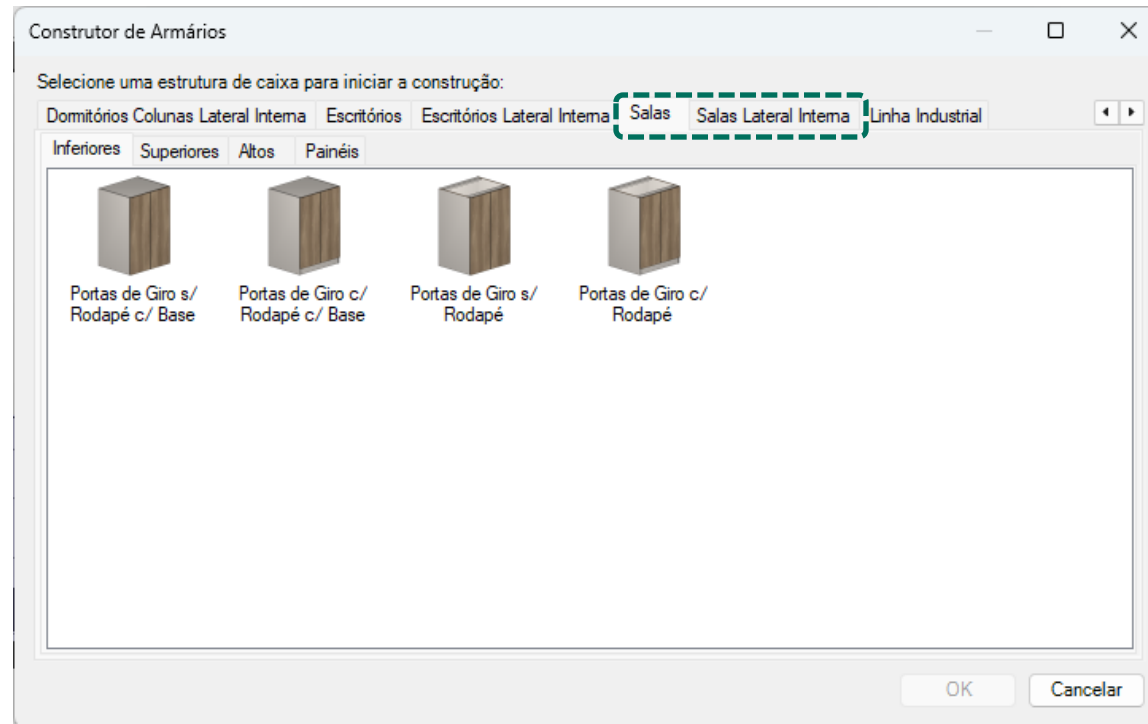 Construtor de Armários
Selecione uma estrutura de caixa para iniciar a construção:
Dormitórios Colunas Lateral Interna Escritórios Escritórios Lateral Interna Salas Salas Lateral Interna Linha Industrial
Inferiores Superiores Altos Painéis
Portas de Giro s/ Portas de Giro c/ Portas de Giro s/ Portas de Giro c/
Rodapé c/ Base Rodapé c/ Base Rodapé Rodapé
OK Cancelar